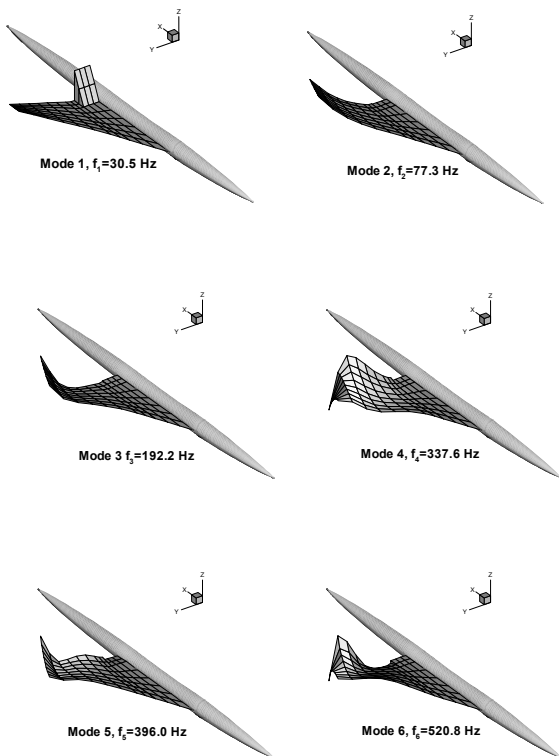 Z
X
Y
Mode 1, f₁=30.5 Hz
Z
X
Y
Mode 2, f₂=77.3 Hz
Z
X
Y
Mode 3 f₃=192.2 Hz
Z
X
Y
Mode 4, f₄=337.6 Hz
Z
X
Y
Mode 5, f₅=396.0 Hz
Z
X
Y
Mode 6, f₆=520.8 Hz